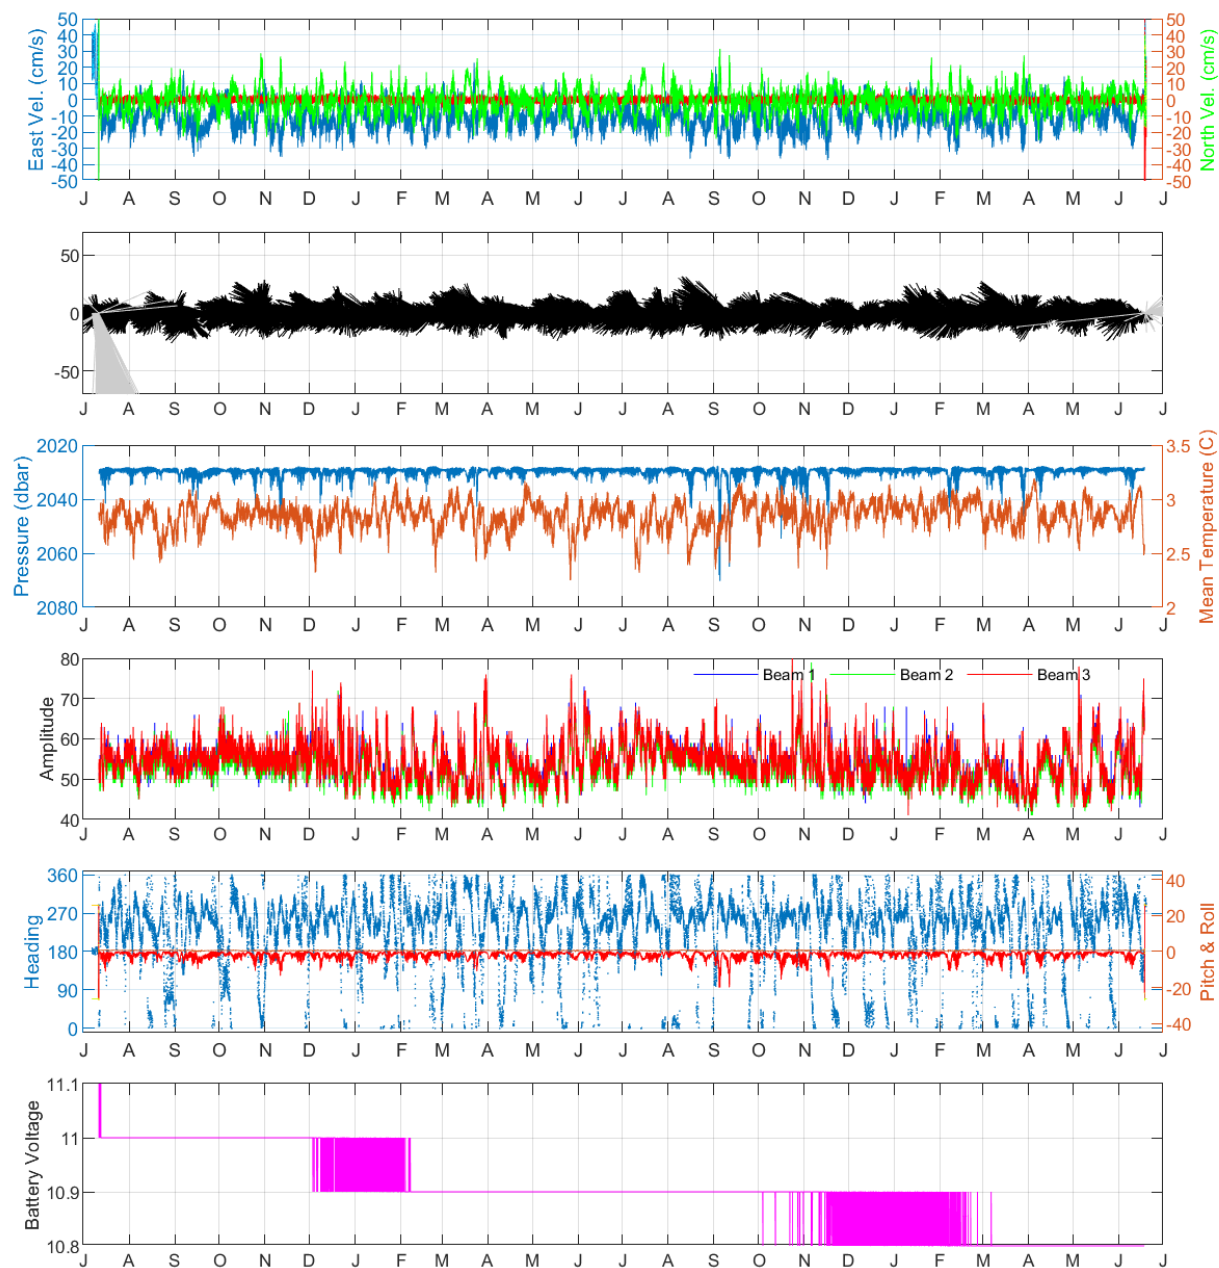 50 40 30 20 10 0 -10 -20 -30 -40 -50
East Vel. (cm/s)
50 40 30 20 10 0 -10 -20 -30 -40 -50
North Vel. (cm/s)
J A S O N D J F M A M J J A S O N D J F M A M J J
50 0 -50
J A S O N D J F M A M J J A S O N D J F M A M J J
2020 2040 2060 2080
Pressure (dbar)
3.5 3 2.5 2
Mean Temperature (C)
J A S O N D J F M A M J J A S O N D J F M A M J J
80 70 60 50 40
Amplitude
Beam 1 Beam 2 Beam 3
J A S O N D J F M A M J J A S O N D J F M A M J J
360 270 180 90 0
Heading
40 20 0 -20 -40
Pitch & Roll
J A S O N D J F M A M J J A S O N D J F M A M J J
11.1 11 10.9 10.8
Battery Voltage
J A S O N D J F M A M J J A S O N D J F M A M J J